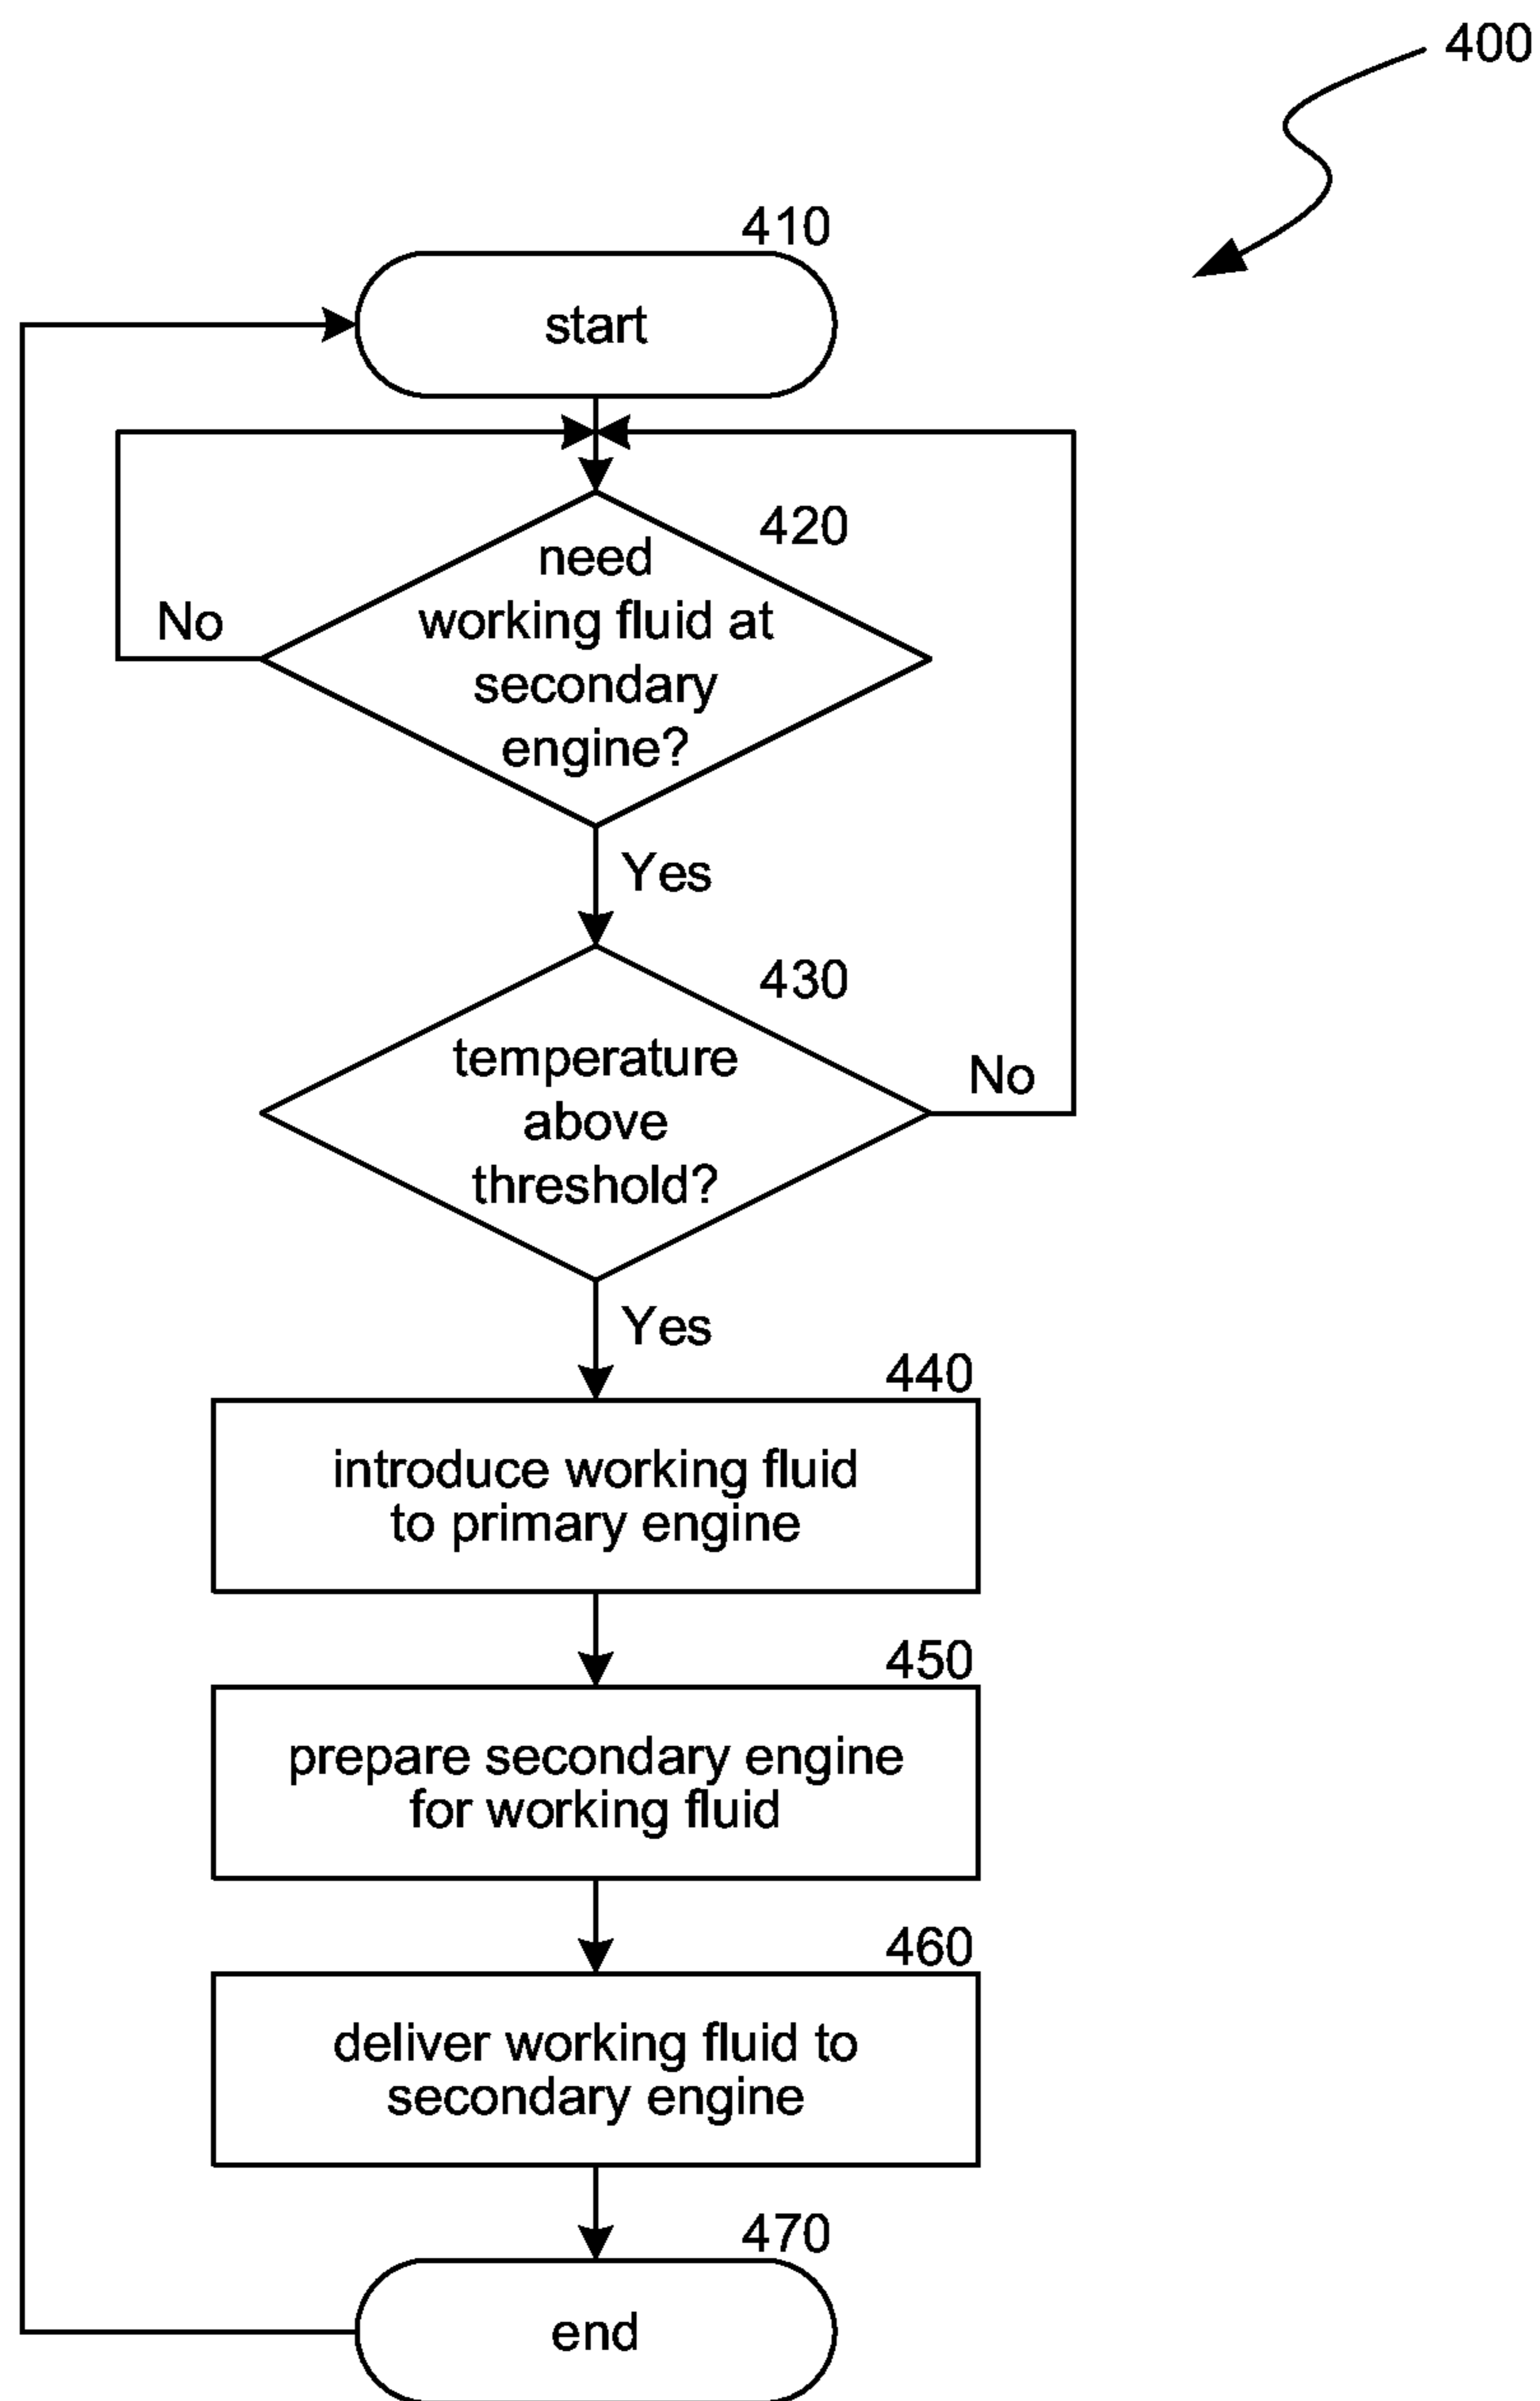 400
410
start
420
need
working fluid at
secondary
engine?
No
Yes
430
temperature
above
threshold?
No
Yes
440
introduce working fluid
to primary engine
450
prepare secondary engine
for working fluid
460
deliver working fluid to
secondary engine
470
end